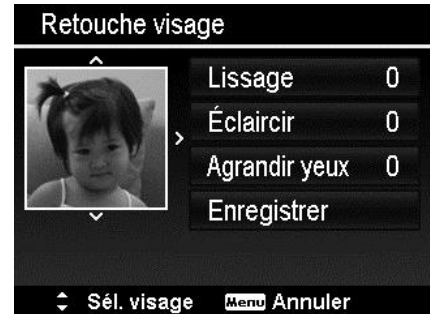 Retouche visage
Lissage 0
Éclaircir 0
Agrandir yeux 0
Enregistrer
Sél. visage Menu Annuler